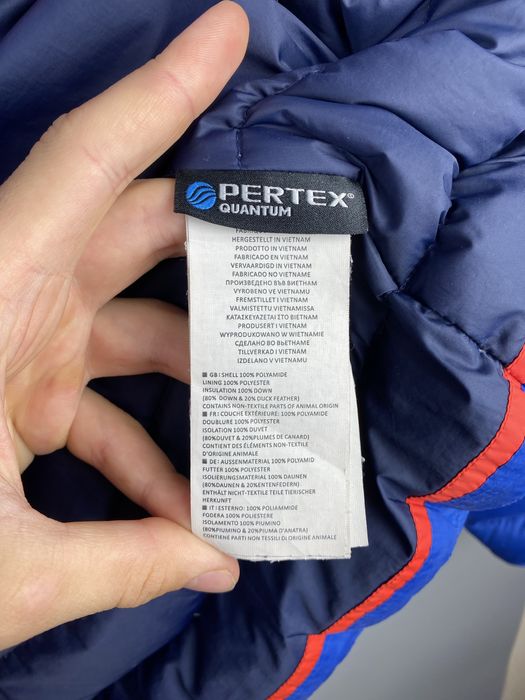 PERTEX®
QUANTUM
HERGESTELLT IN VIETNAM
PRODOTTO IN VIETNAM
FABRICADO EN VIETNAM
VERVAARDIGD IN VIETNAM
FABRICADO NO VIETNAME
ПРОИЗВЕДЕНО ВЪВ ВИЕТНАМ
VYROBENO VE VIETNAMU
FREMSTILLET I VIETNAM
VALMISTETTU VIETNAMISSA
ΚΑΤΑΣΚΕΥΑΖΕΤΑΙ ΣΤΟ ΒΙΕΤΝΑΜ
PRODUSERT I VIETNAM
WYPRODUKOWANO W WIETNAMIE
СДЕЛАНО ВО ВЬЕТНАМЕ
TILLVERKAD I VIETNAM
IZDELANO V VIETNAMU
■ GB: SHELL 100% POLYAMIDE
LINING 100% POLYESTER
INSULATION 100% DOWN
(80% DOWN & 20% DUCK FEATHER)
CONTAINS NON-TEXTILE PARTS OF ANIMAL ORIGIN
■ FR: COUCHE EXTÉRIEURE: 100% POLYAMIDE
DOUBLURE 100% POLYESTER
ISOLATION 100% DUVET
(80%DUVET & 20%PLUMES DE CANARD)
CONTIENT DES ÉLÉMENTS NON-TEXTILE
D'ORIGINE ANIMALE
■ DE: AUSSENMATERIAL 100% POLYAMID
FUTTER 100% POLYESTER
ISOLIERUNGSMATERIAL 100% DAUNEN
(80%DAUNEN & 20%ENTENFEDERN)
ENTHÄLT NICHT-TEXTILE TEILE TIERISCHER
HERKUNFT
■ IT: ESTERNO: 100% POLIAMMIDE
FODERA 100% POLIESTERE
ISOLAMENTO 100% PIUMINO
(80%PIUMINO & 20%PIUMA D'ANATRA)
CONTIENE PARTI NON TESSILI DI ORIGINE ANIMALE